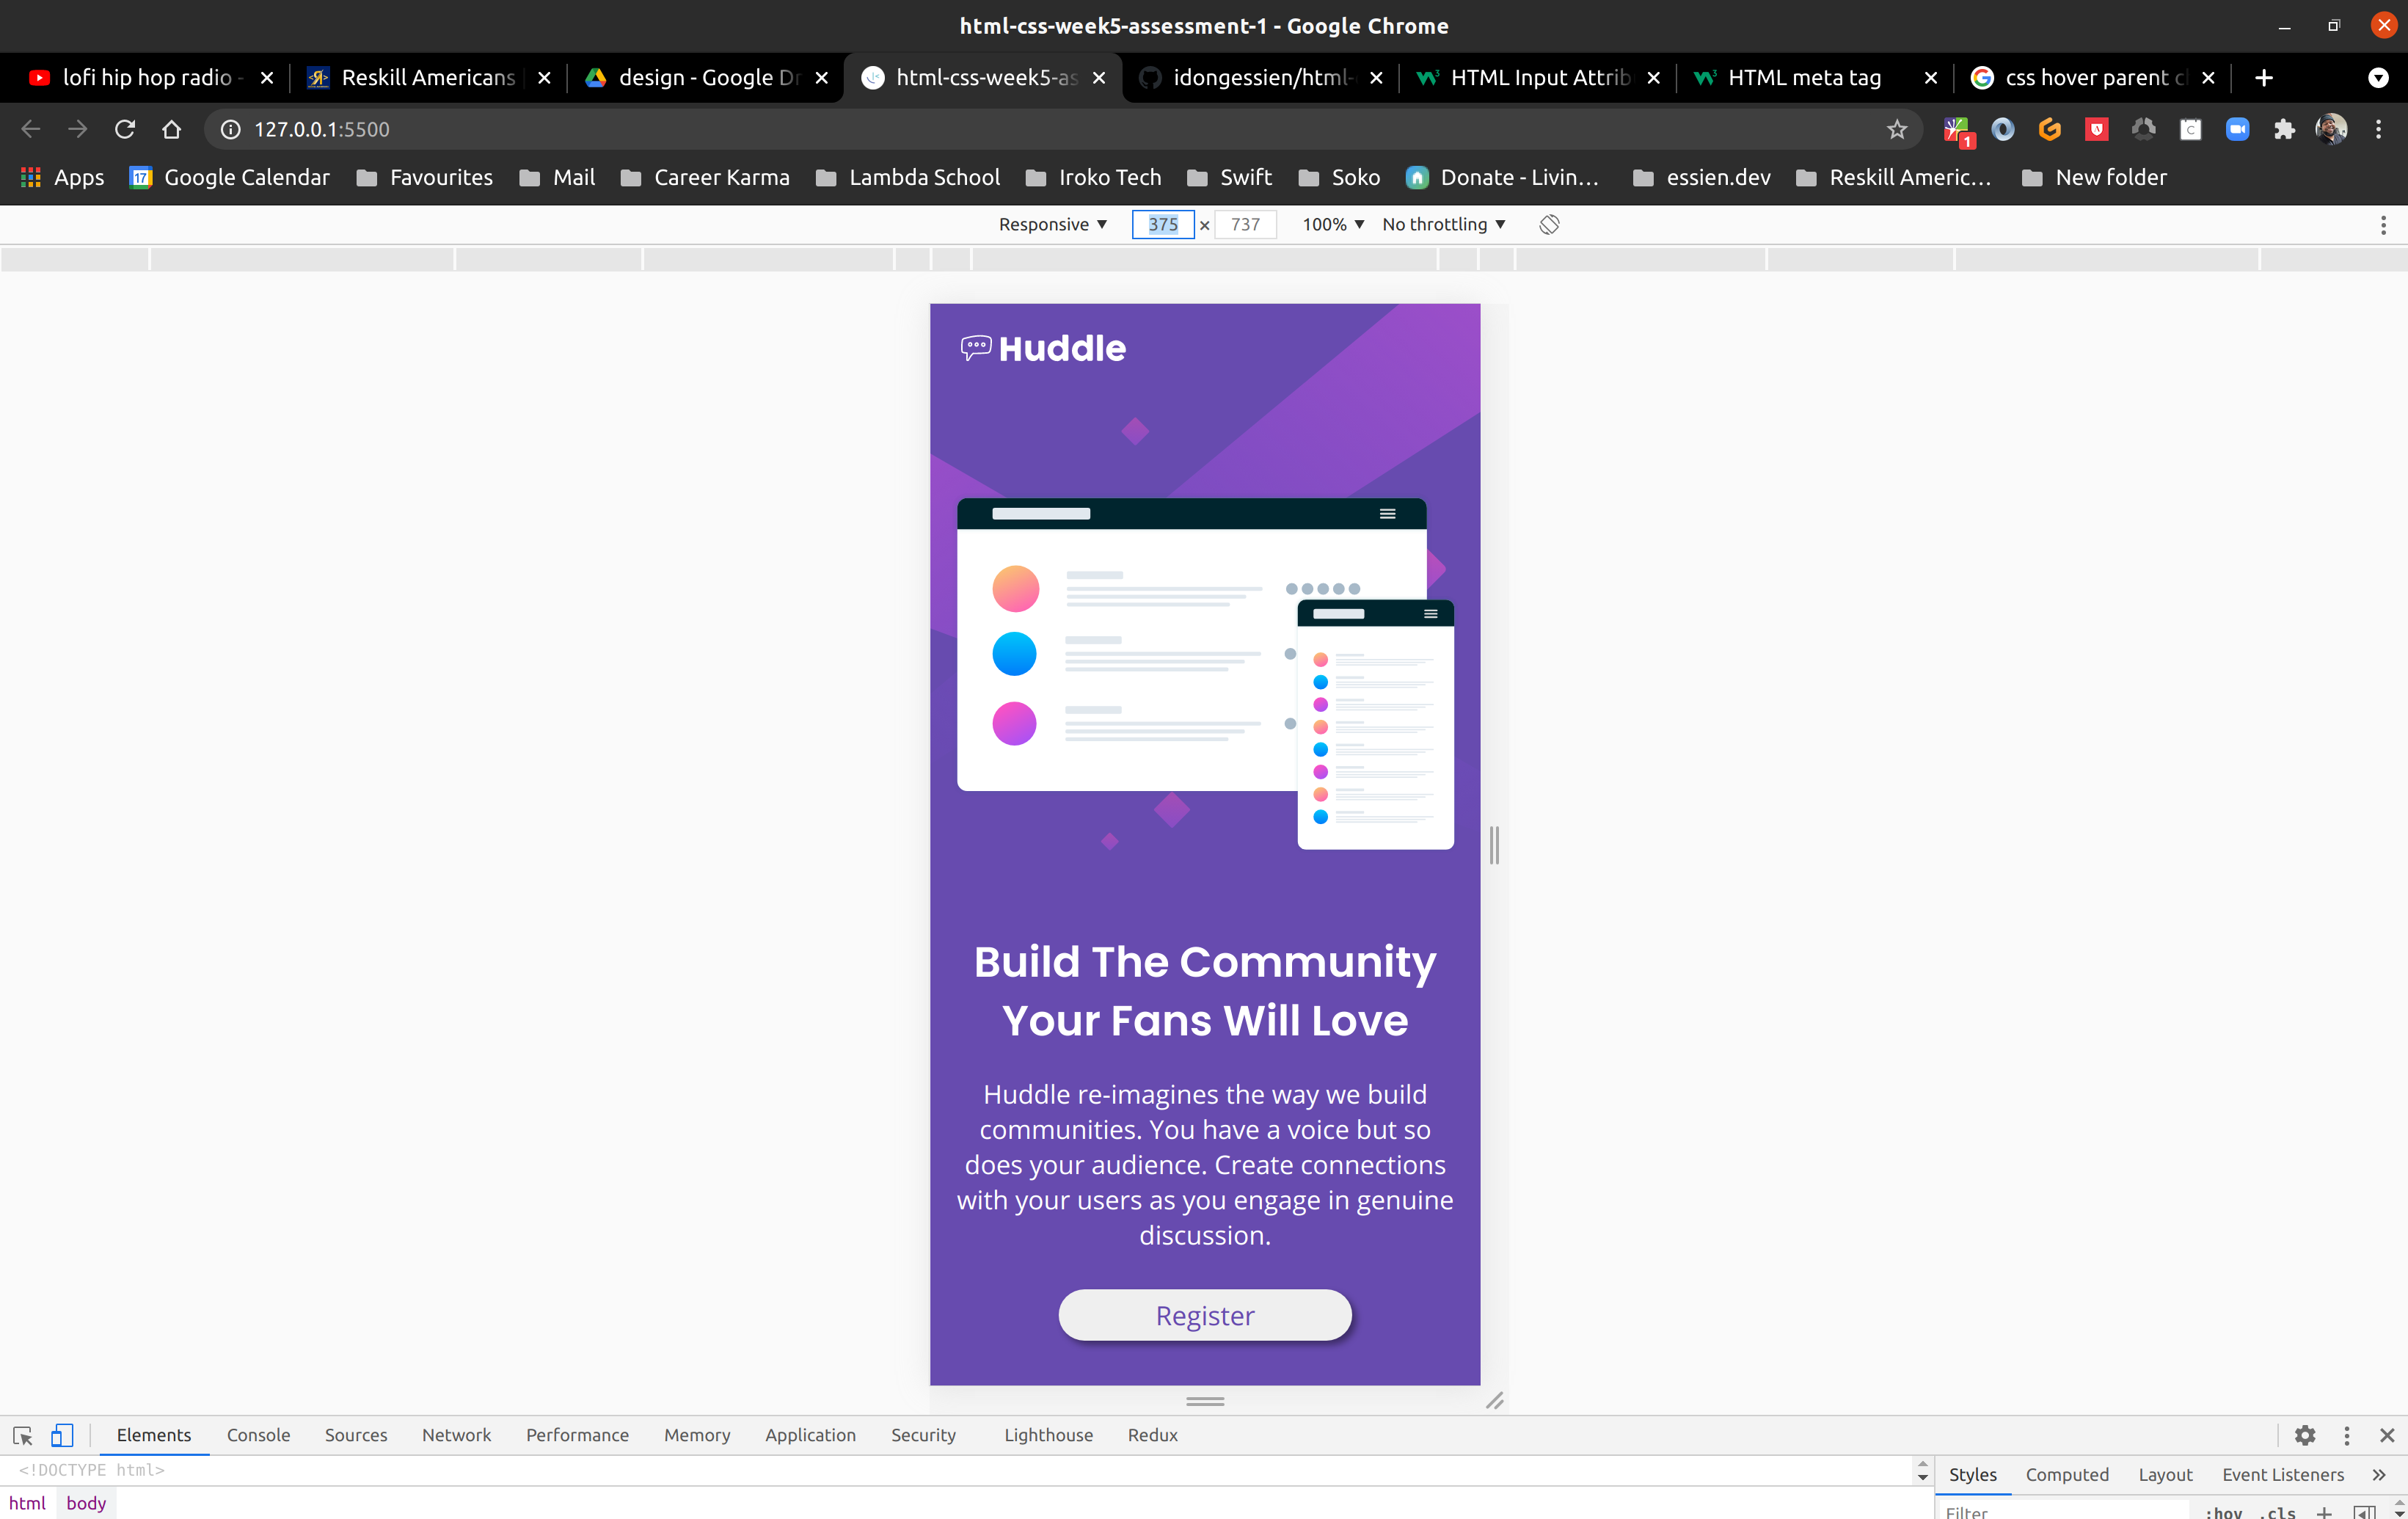 html-css-week5-assessment-1 - Google Chrome
lofi hip hop radio - Reskill Americans design - Google Dr html-css-week5-as idongessien/html- HTML Input Attrib HTML meta tag css hover parent c
127.0.0.1:5500
1
C
Apps 17 Google Calendar Favourites Mail Career Karma Lambda School Iroko Tech Swift Soko Donate - Livin... essien.dev Reskill Americ... New folder
Responsive ▼ 375 × 737 100% ▼ No throttling ▼
Huddle
Build The Community
Your Fans Will Love
Huddle re-imagines the way we build
communities. You have a voice but so
does your audience. Create connections
with your users as you engage in genuine
discussion.
Register
Elements Console Sources Network Performance Memory Application Security Lighthouse Redux
<!DOCTYPE html>
Styles Computed Layout Event Listeners »
html body
Filter :hov .cls +